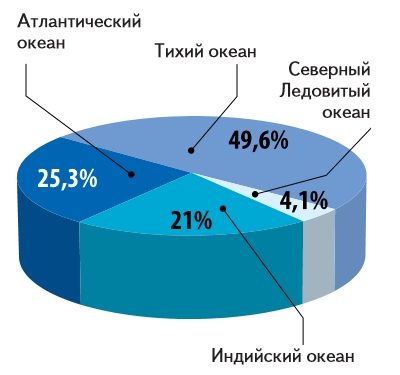 Атлантический
океан
Тихий океан
Северный
Ледовитый
океан
49,6%
25,3%
4,1%
21%
Индийский океан